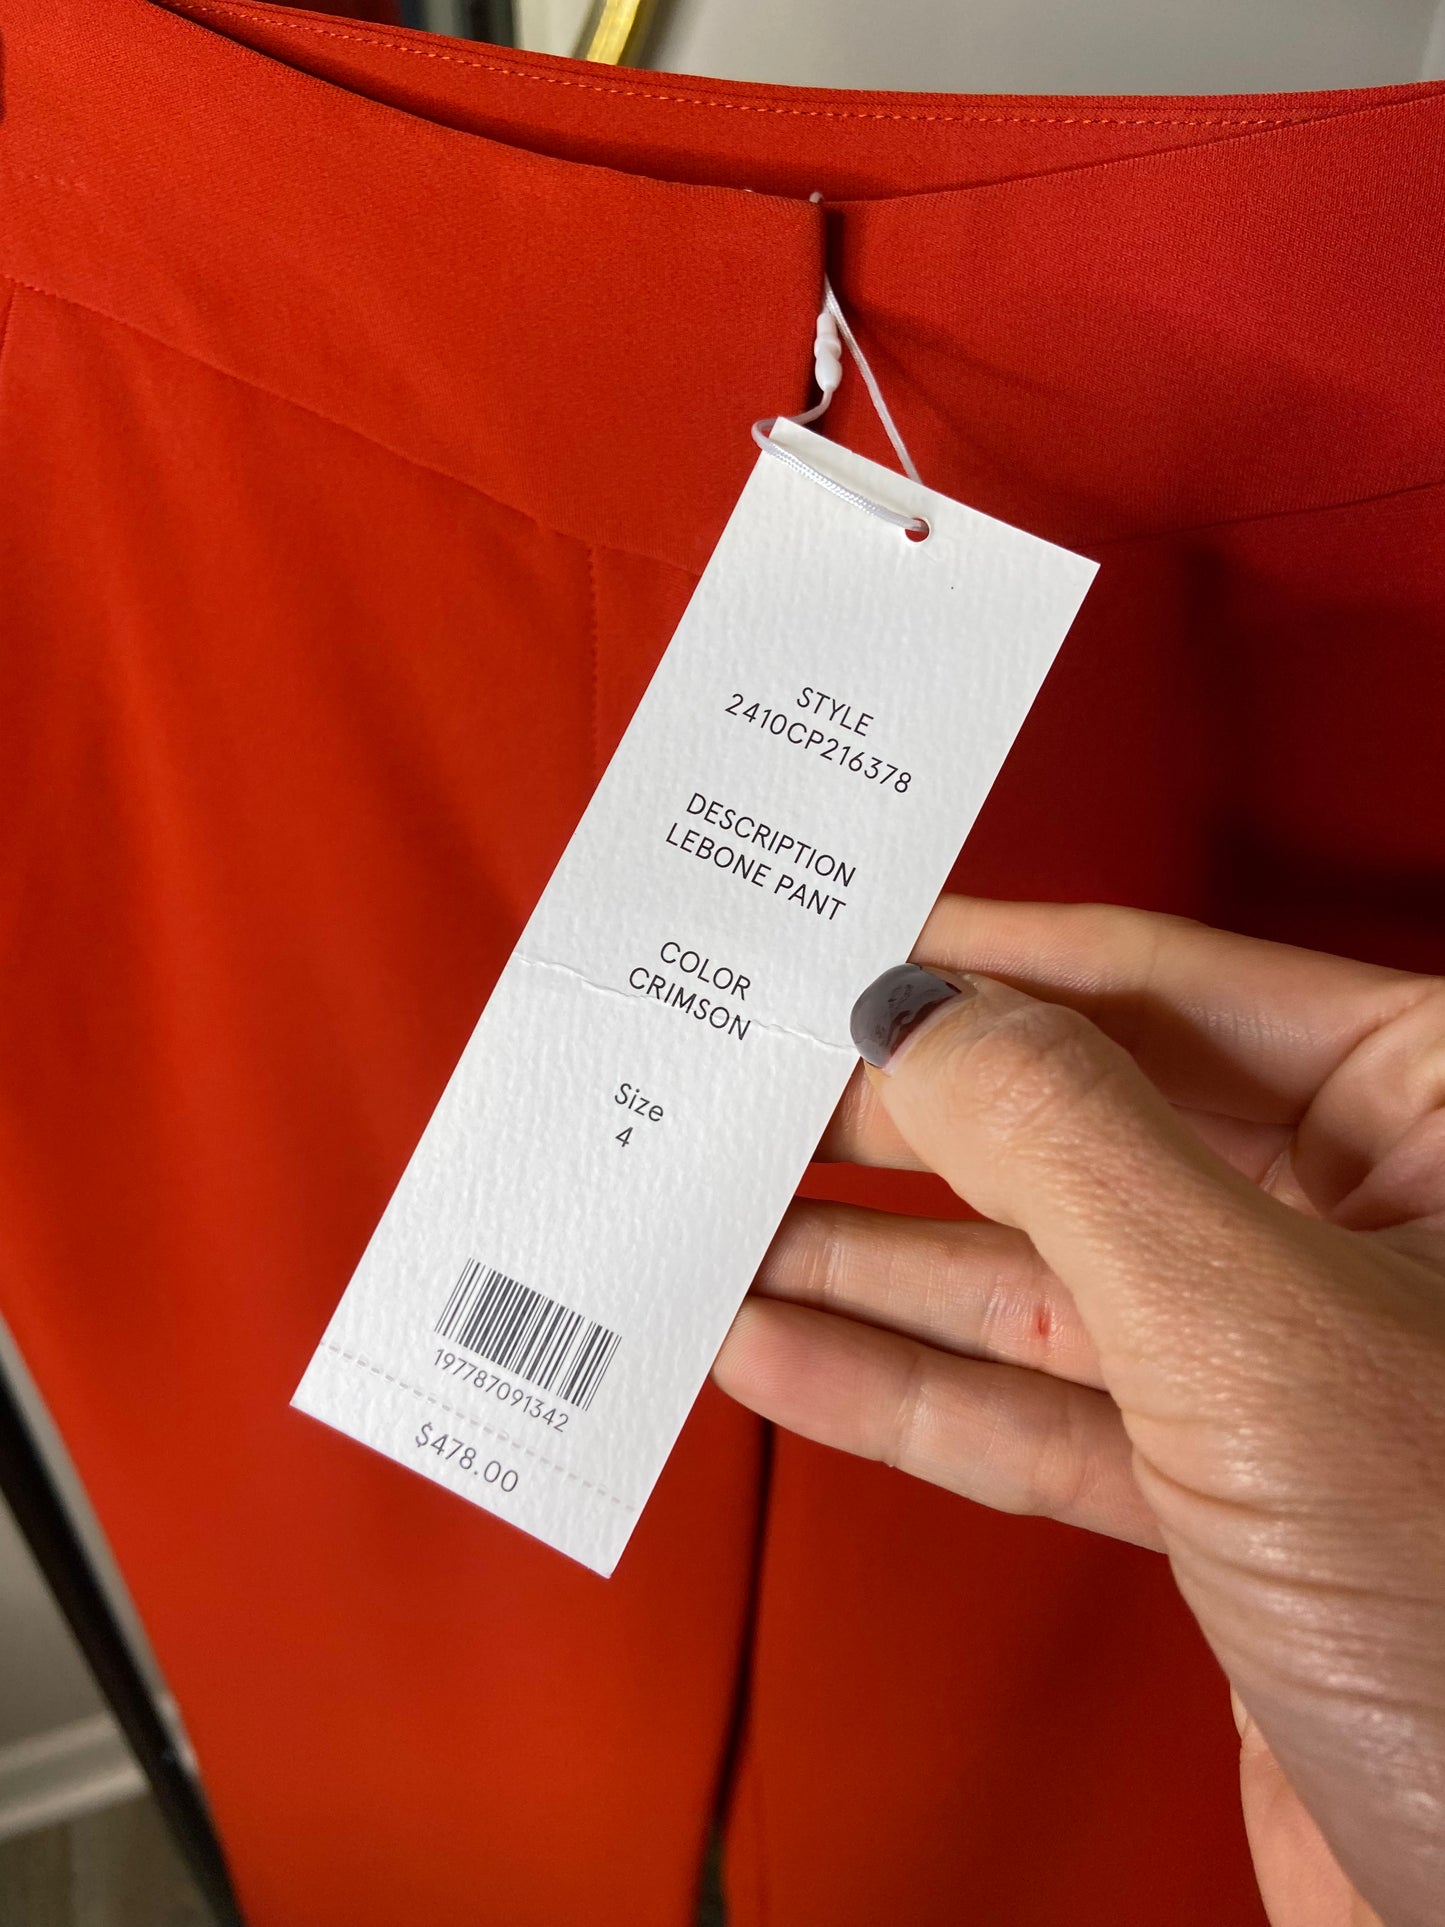 STYLE
2410CP216378
DESCRIPTION
LEBONE PANT
COLOR
CRIMSON
Size
4
197787091342
$478.00